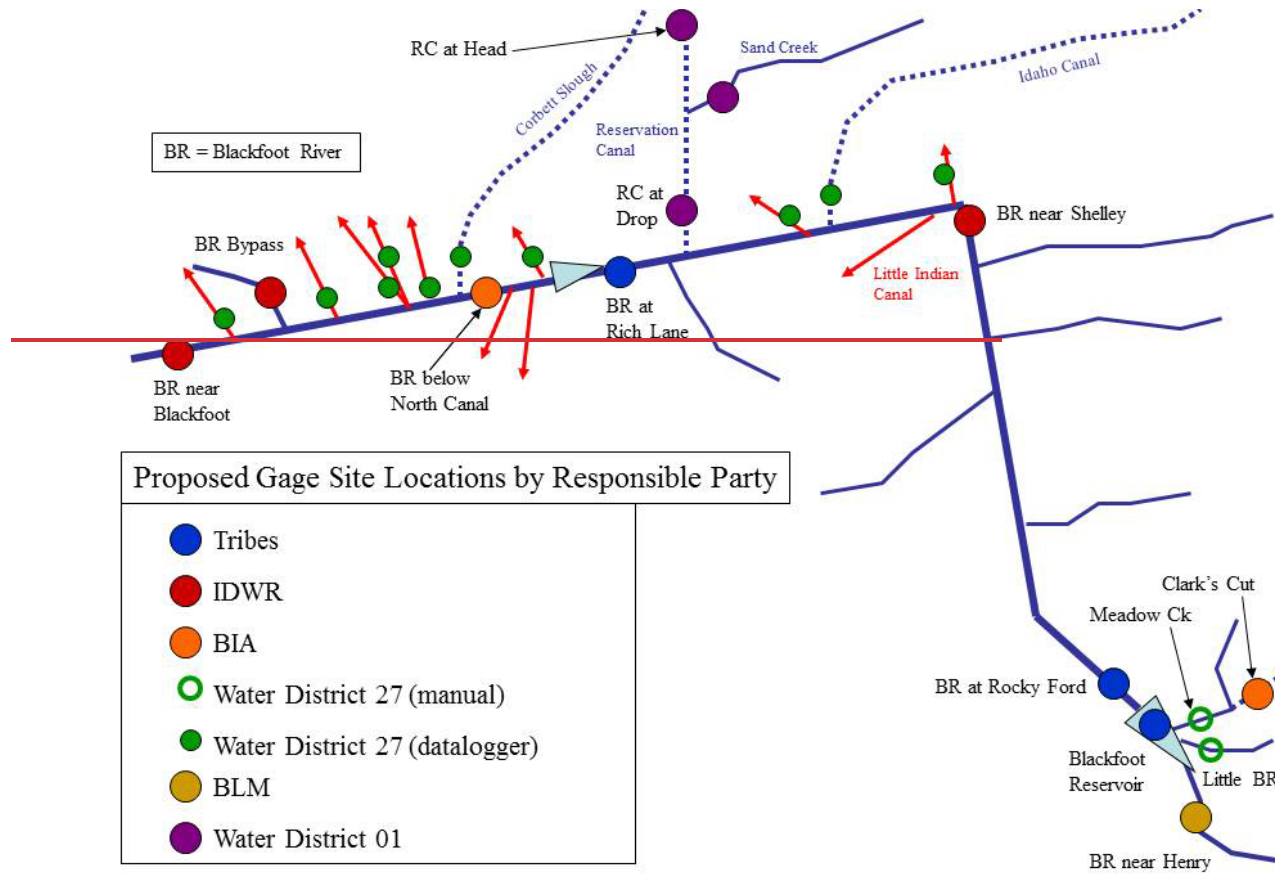 RC at Head
Sand Creek
Idaho Canal
Corbett Slough
BR = Blackfoot River
Reservation
Canal
RC at
Drop
BR near Shelley
BR Bypass
Little Indian
Canal
BR at
Rich Lane
BR near
Blackfoot
BR below
North Canal
Proposed Gage Site Locations by Responsible Party
Tribes
IDWR
BIA
Water District 27 (manual)
Water District 27 (datalogger)
BLM
Water District 01
Clark's Cut
Meadow Ck
BR at Rocky Ford
Blackfoot
Reservoir
Little BR
BR near Henry